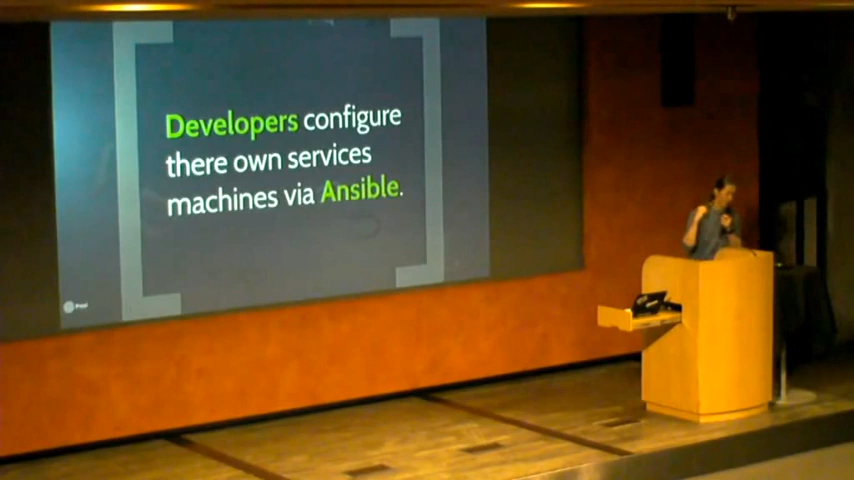 Developers configure
there own services
machines via Ansible.